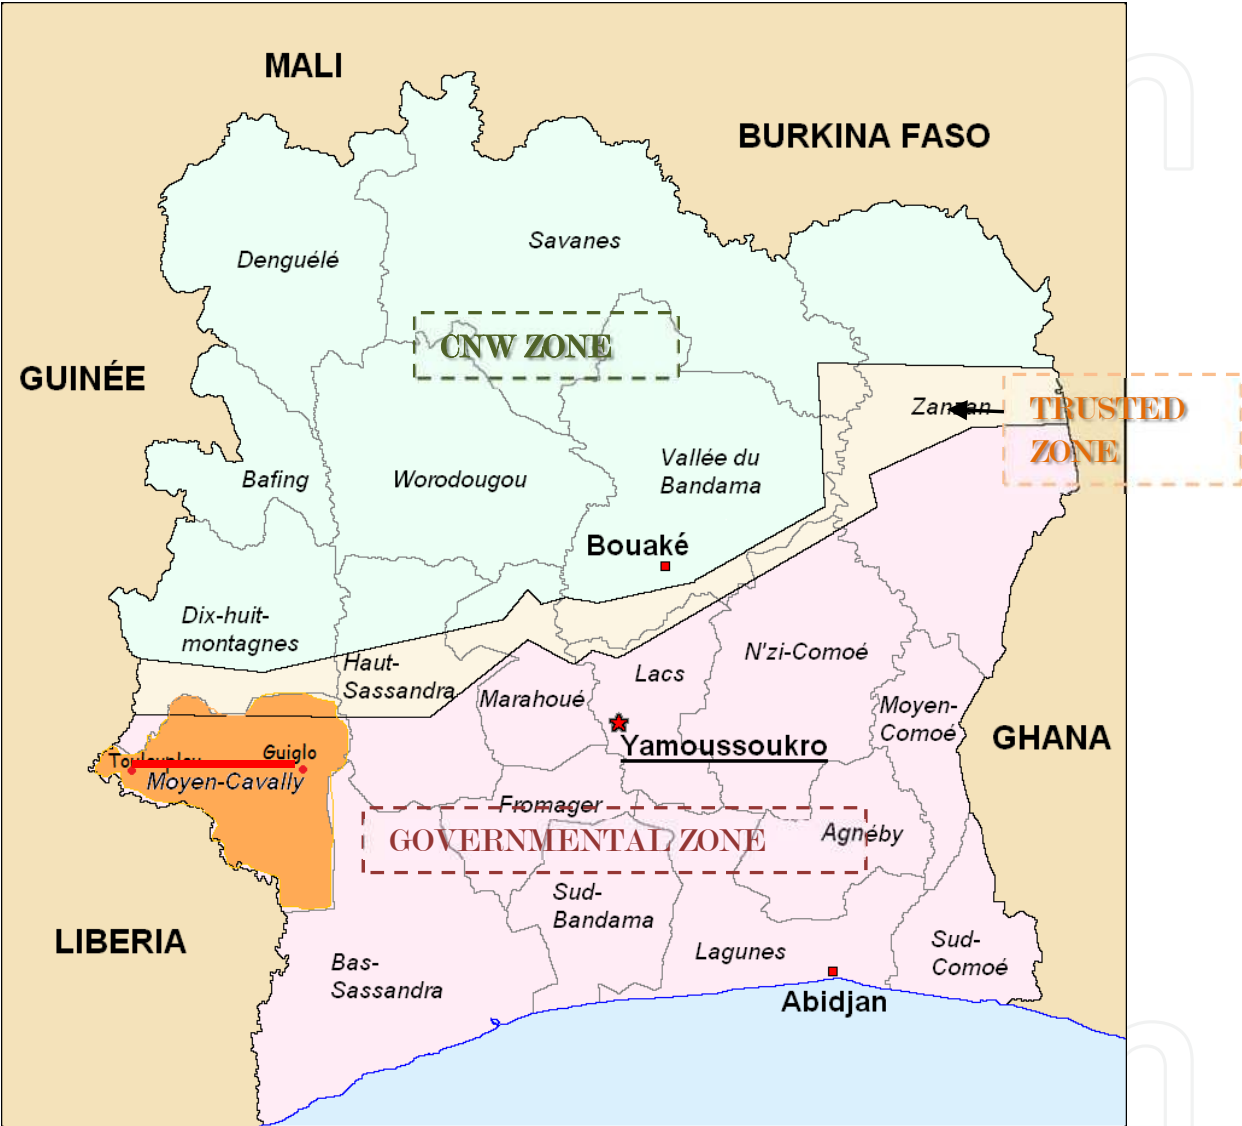 MALI
BURKINA FASO
Savanes
Denguélé
CNW ZONE
GUINÉE
Zanzan
TRUSTED
ZONE
Vallée du
Bandama
Bafing
Worodougou
Bouaké
Dix-huit-
montagnes
Haut-
Sassandra
Marahoué
Lacs
N'zi-Comoé
Moyen-
Comoé
GHANA
Yamoussoukro
Guiglo
Toulouplou
Moyen-Cavally
Fromager
GOVERNMENTAL ZONE
Agnéby
Sud-
Bandama
LIBERIA
Lagunes
Sud-
Comoé
Bas-
Sassandra
Abidjan